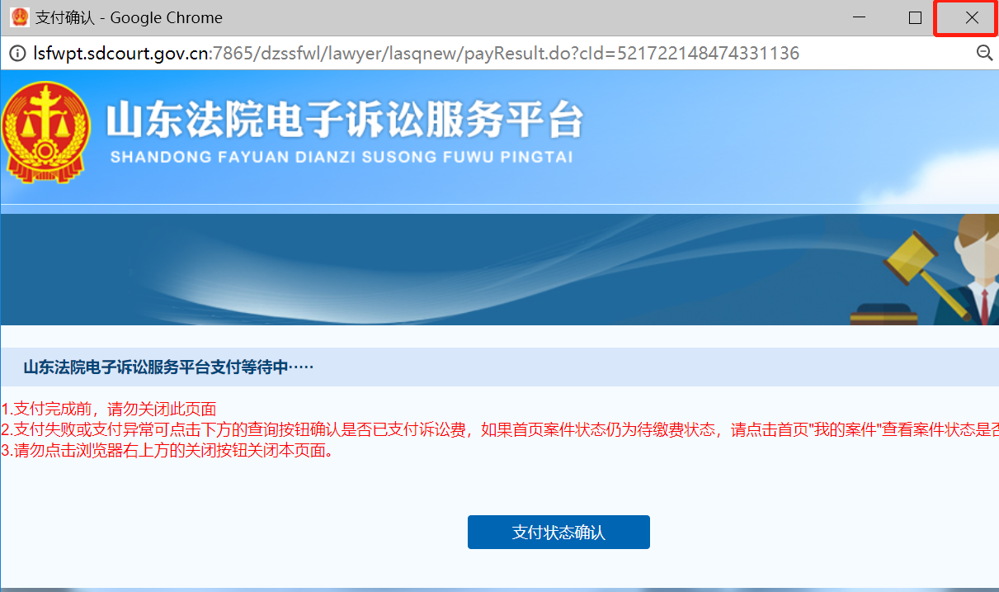 支付确认 - Google Chrome
lsfwpt.sdcourt.gov.cn:7865/dzssfwl/lawyer/lasqnew/payResult.do?cId=521722148474331136
山东法院电子诉讼服务平台
SHANDONG FAYUAN DIANZI SUSONG FUWU PINGTAI
山东法院电子诉讼服务平台支付等待中·····
1.支付完成前，请勿关闭此页面
2.支付失败或支付异常可点击下方的查询按钮确认是否已支付诉讼费，如果首页案件状态仍为待缴费状态，请点击首页"我的案件"查看案件状态是否
3.请勿点击浏览器右上方的关闭按钮关闭本页面。
支付状态确认